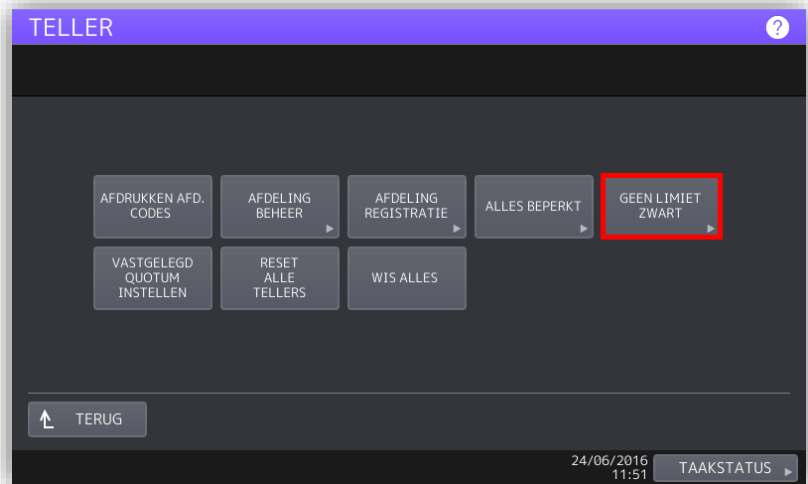 TELLER
?
AFDRUKKEN AFD.
CODES
AFDELING
BEHEER
AFDELING
REGISTRATIE
ALLES BEPERKT
GEEN LIMIET
ZWART
VASTGELEGD
QUOTUM
INSTELLEN
RESET
ALLE
TELLERS
WIS ALLES
TERUG
24/06/2016
11:51
TAAKSTATUS